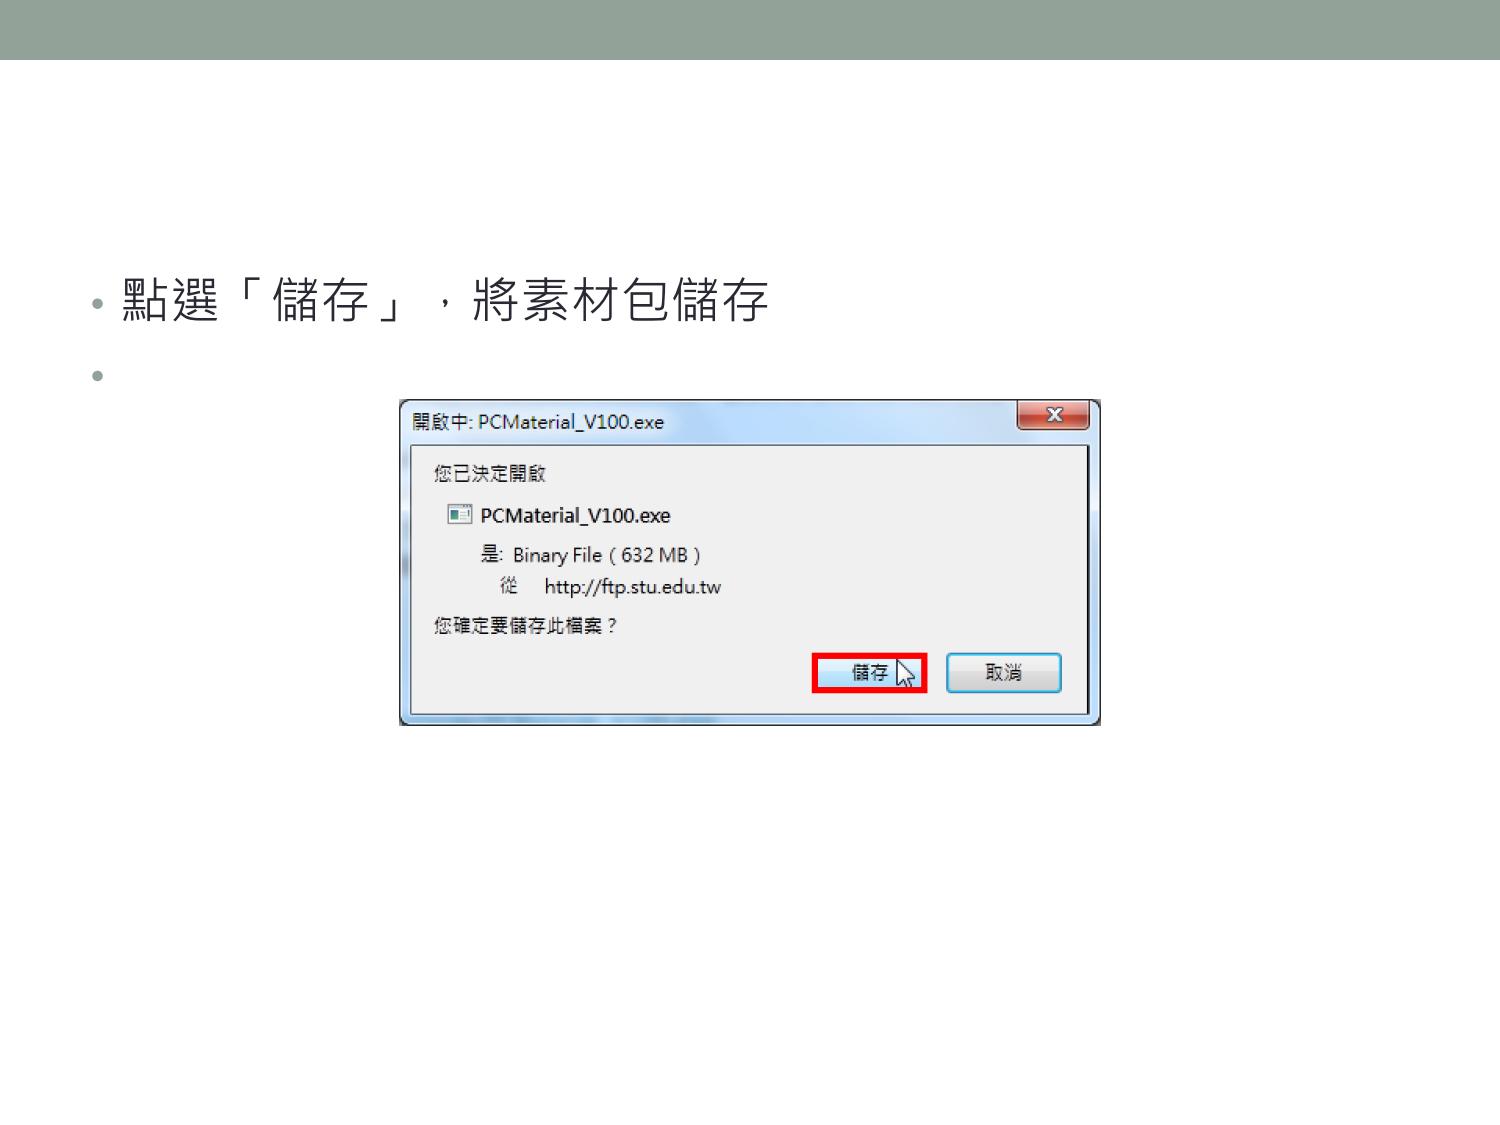 • 點選「儲存」，將素材包儲存
•
開啟中: PCMaterial_V100.exe
您已決定開啟
PCMaterial_V100.exe
是: Binary File ( 632 MB )
從 http://ftp.stu.edu.tw
您確定要儲存此檔案？
儲存 取消